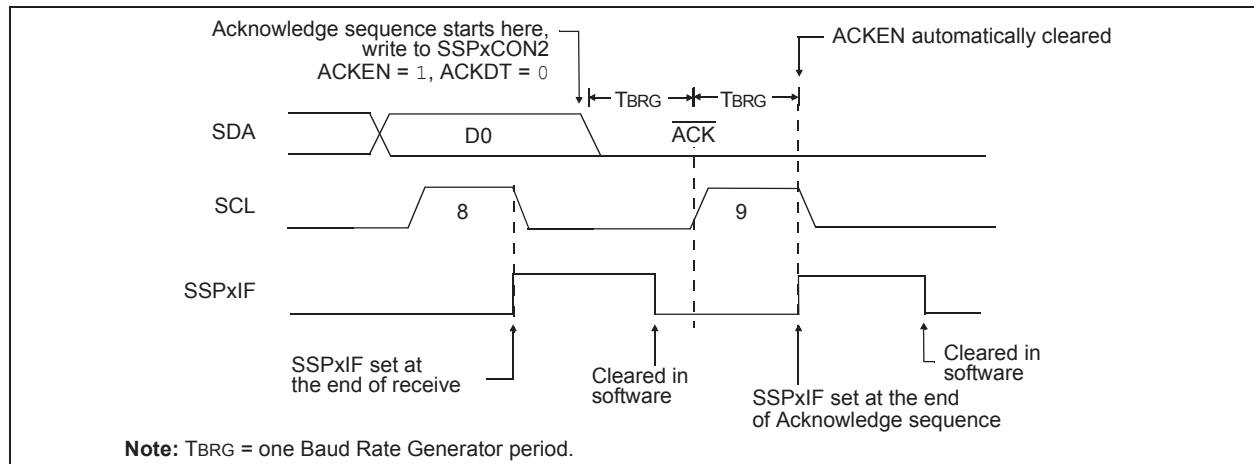 Acknowledge sequence starts here,
write to SSPxCON2
ACKEN = 1, ACKDT = 0
ACKEN automatically cleared
TBRG
TBRG
SDA
D0
ACK
SCL
8
9
SSPxIF
SSPxIF set at
the end of receive
Cleared in
software
SSPxIF set at the end
of Acknowledge sequence
Cleared in
software
Note: TBRG = one Baud Rate Generator period.